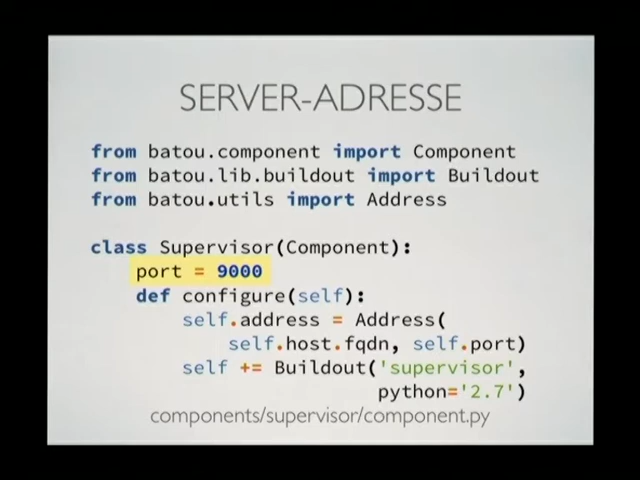 SERVER-ADRESSE
from batou.component import Component
from batou.lib.buildout import Buildout
from batou.utils import Address
class Supervisor(Component):
port = 9000
def configure(self):
self.address = Address(
self.host.fqdn, self.port)
self += Buildout('supervisor',
python='2.7')
components/supervisor/component.py